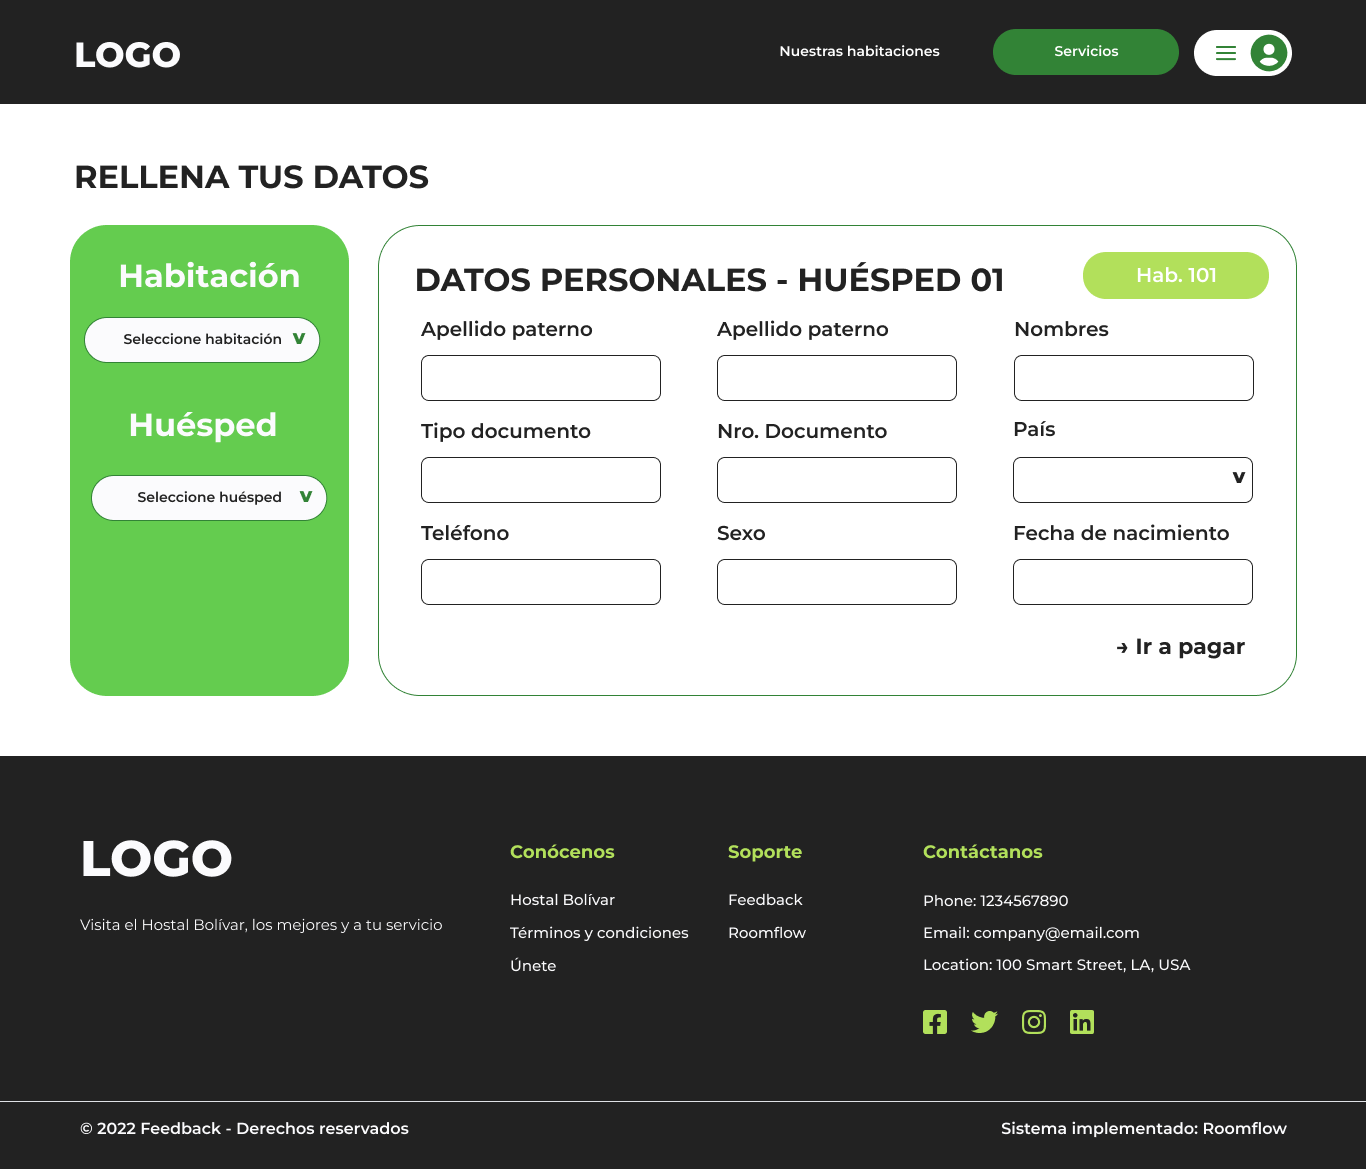 LOGO
Nuestras habitaciones
Servicios
RELLENA TUS DATOS
Habitación
Seleccione habitación v
Huésped
Seleccione huésped v
DATOS PERSONALES - HUÉSPED 01
Hab. 101
Apellido paterno
Apellido paterno
Nombres
Tipo documento
Nro. Documento
País
v
Teléfono
Sexo
Fecha de nacimiento
→ Ir a pagar
LOGO
Visita el Hostal Bolívar, los mejores y a tu servicio
Conócenos
Hostal Bolívar
Términos y condiciones
Únete
Soporte
Feedback
Roomflow
Contáctanos
Phone: 1234567890
Email: company@email.com
Location: 100 Smart Street, LA, USA
© 2022 Feedback - Derechos reservados
Sistema implementado: Roomflow